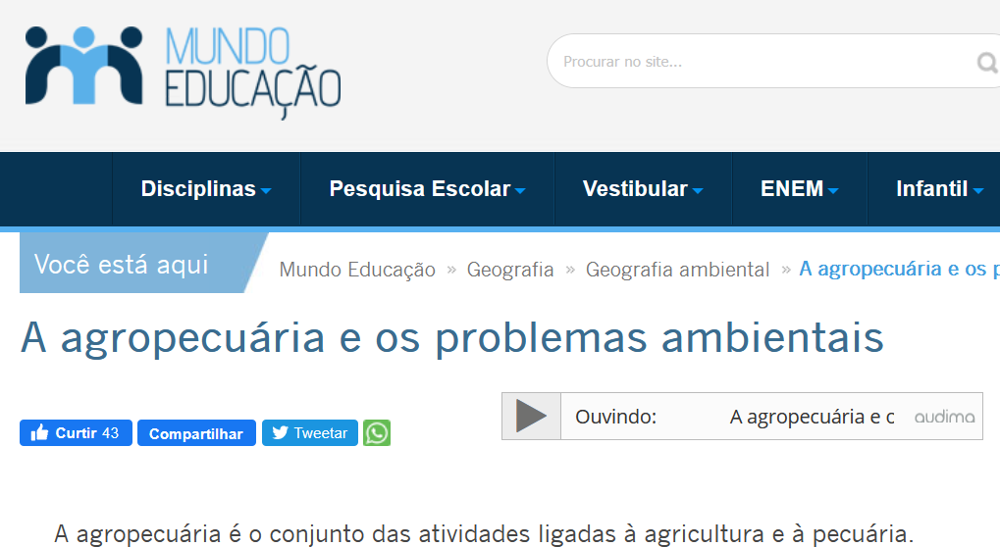 MUNDO
EDUCAÇÃO
Procurar no site...
Disciplinas Pesquisa Escolar Vestibular ENEM Infantil
Você está aqui
Mundo Educação » Geografia » Geografia ambiental » A agropecuária e os
A agropecuária e os problemas ambientais
Curtir 43 Compartilhar Tweetar
Ouvindo: A agropecuária e audima
A agropecuária é o conjunto das atividades ligadas à agricultura e à pecuária.